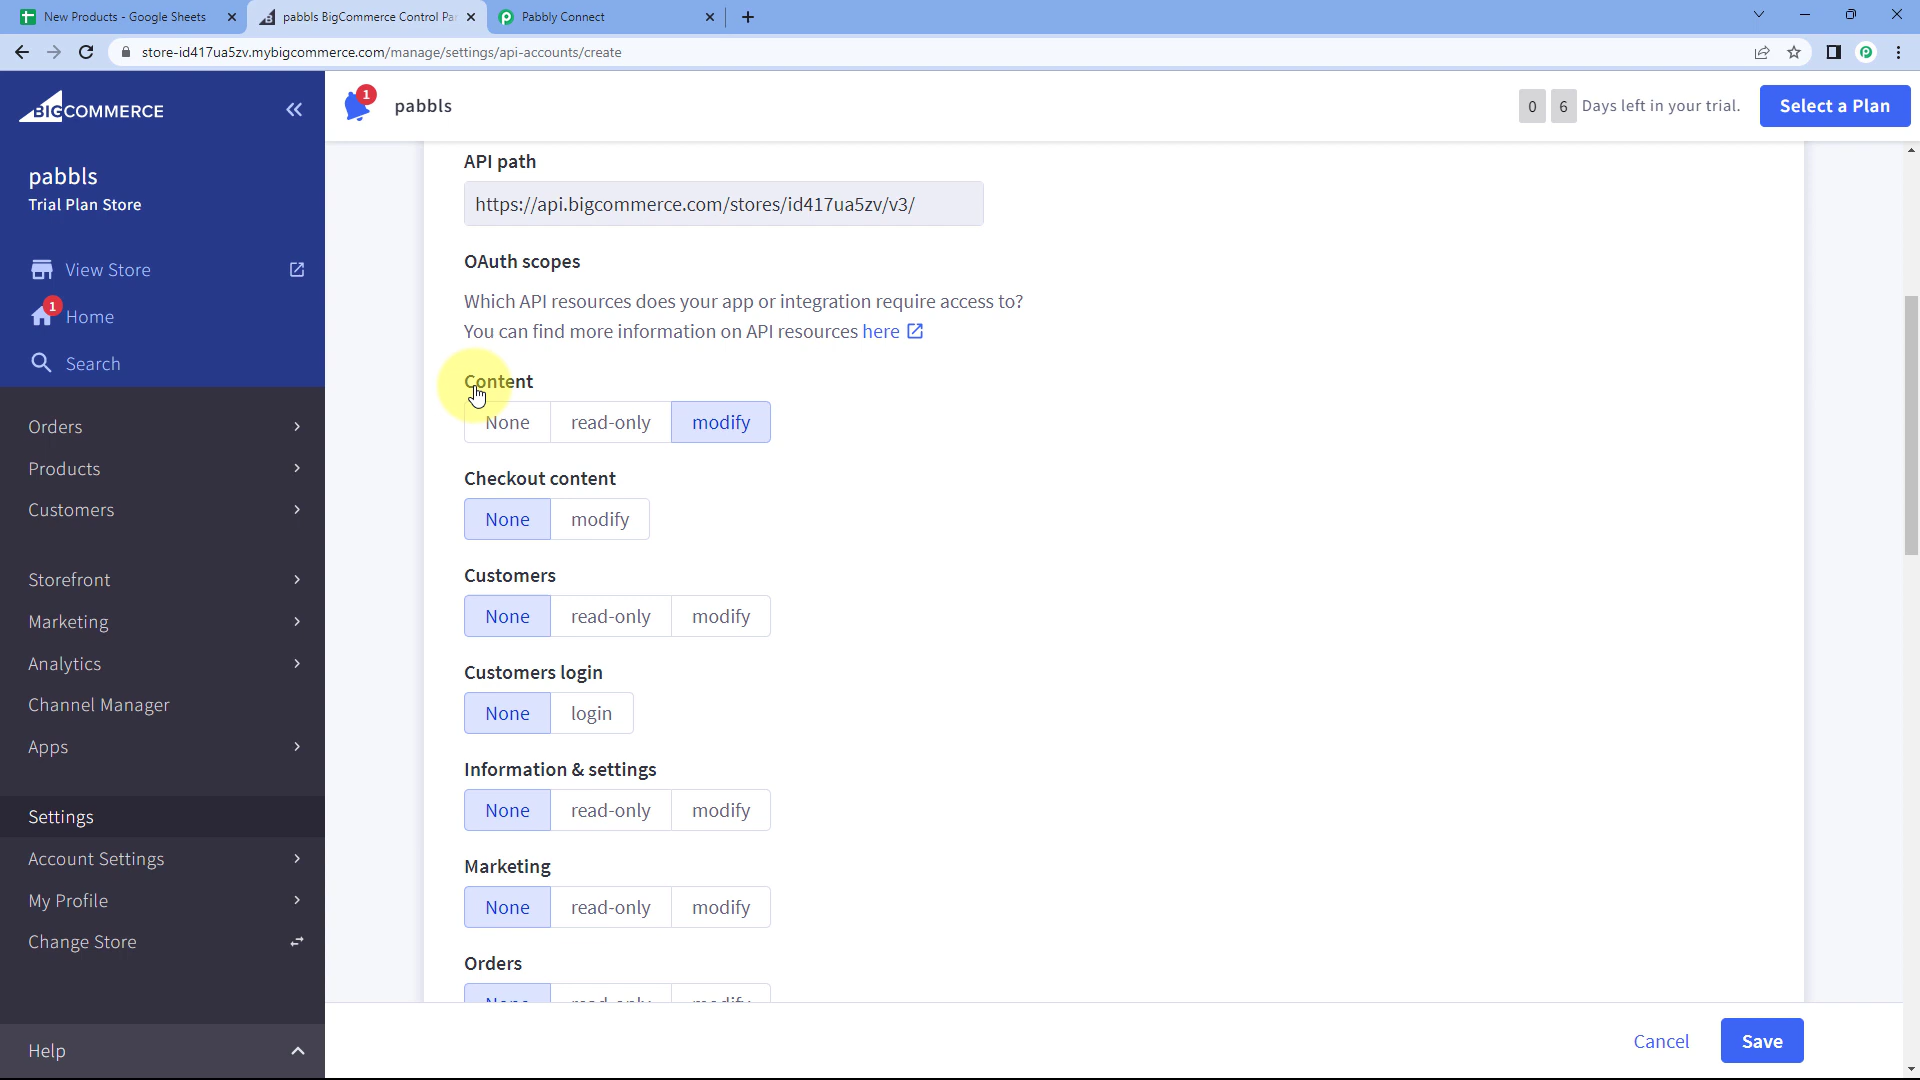 New Products - Google Sheets
pabbls BigCommerce Control Pa
Pabbly Connect
store-id417ua5zv.mybigcommerce.com/manage/settings/api-accounts/create
BIGCOMMERCE
1
pabbls
0 6 Days left in your trial.
Select a Plan
pabbls
Trial Plan Store
View Store
1
Home
Search
Orders
Products
Customers
Storefront
Marketing
Analytics
Channel Manager
Apps
Settings
Account Settings
My Profile
Change Store
Help
API path
https://api.bigcommerce.com/stores/id417ua5zv/v3/
OAuth scopes
Which API resources does your app or integration require access to?
You can find more information on API resources here
Content
None read-only modify
Checkout content
None modify
Customers
None read-only modify
Customers login
None login
Information & settings
None read-only modify
Marketing
None read-only modify
Orders
None read-only modify
Cancel
Save